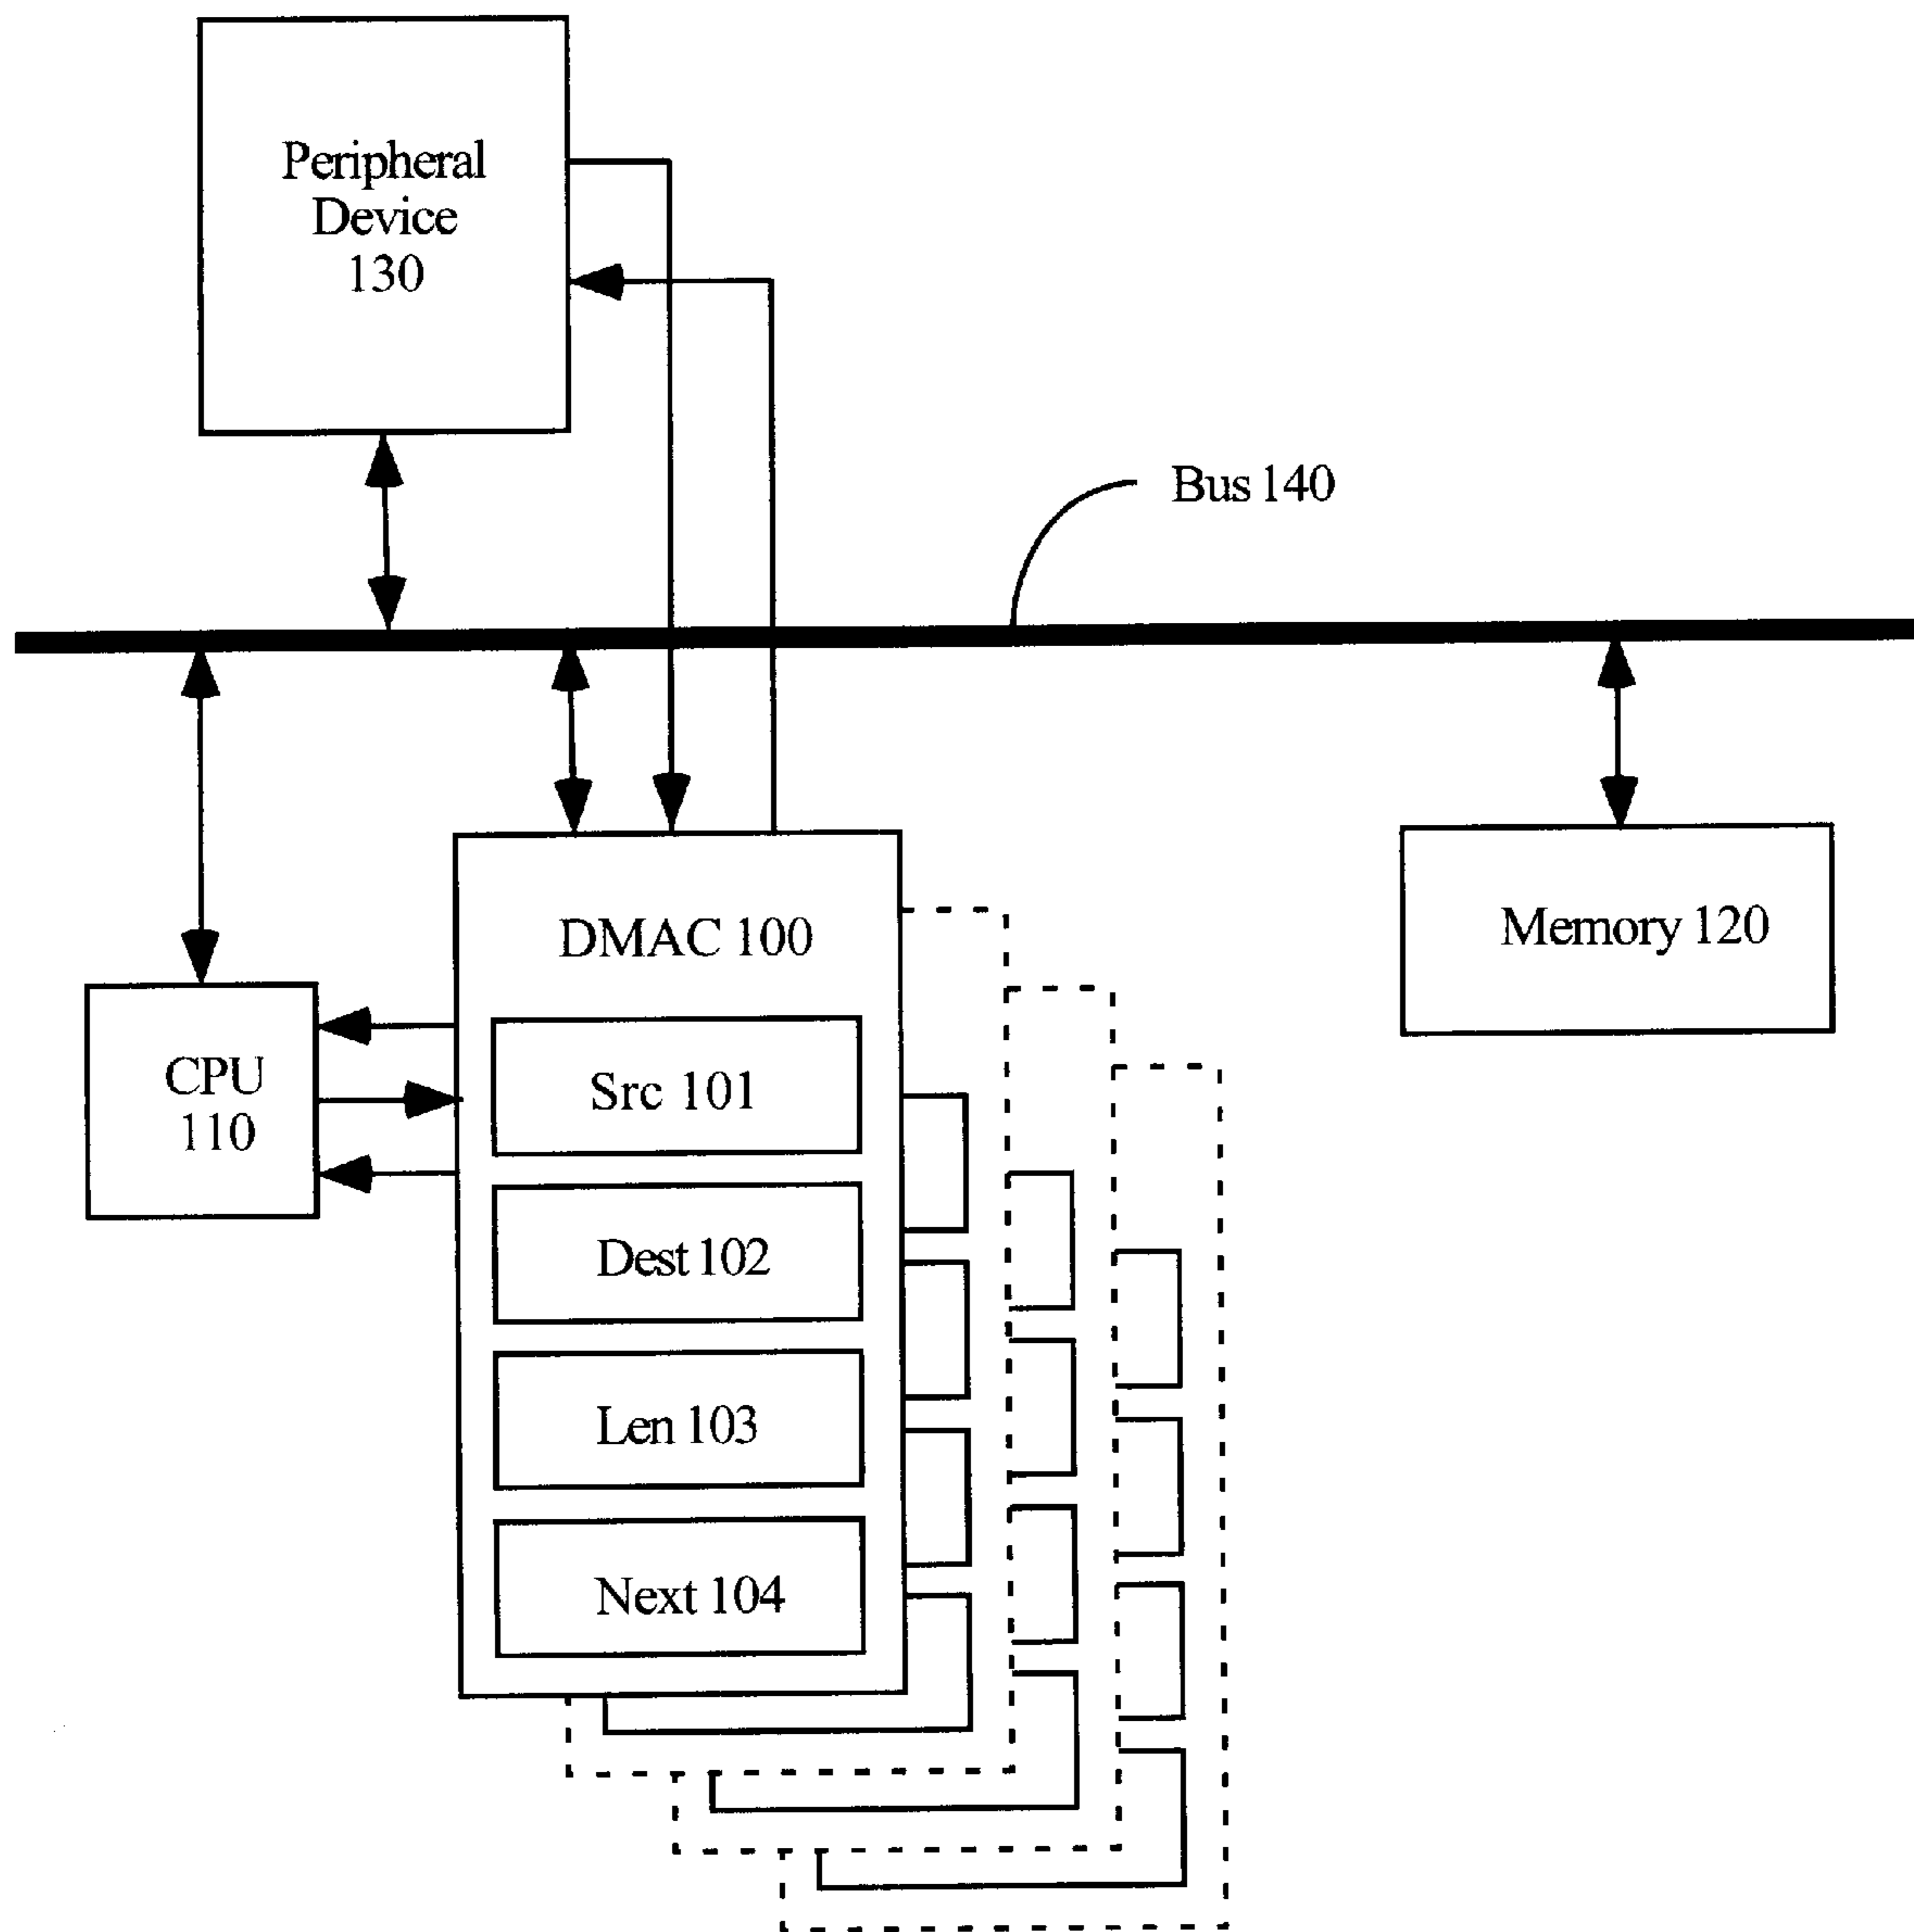 Peripheral
Device
130
Bus 140
DMAC 100
Memory 120
CPU
110
Src 101
Dest 102
Len 103
Next 104